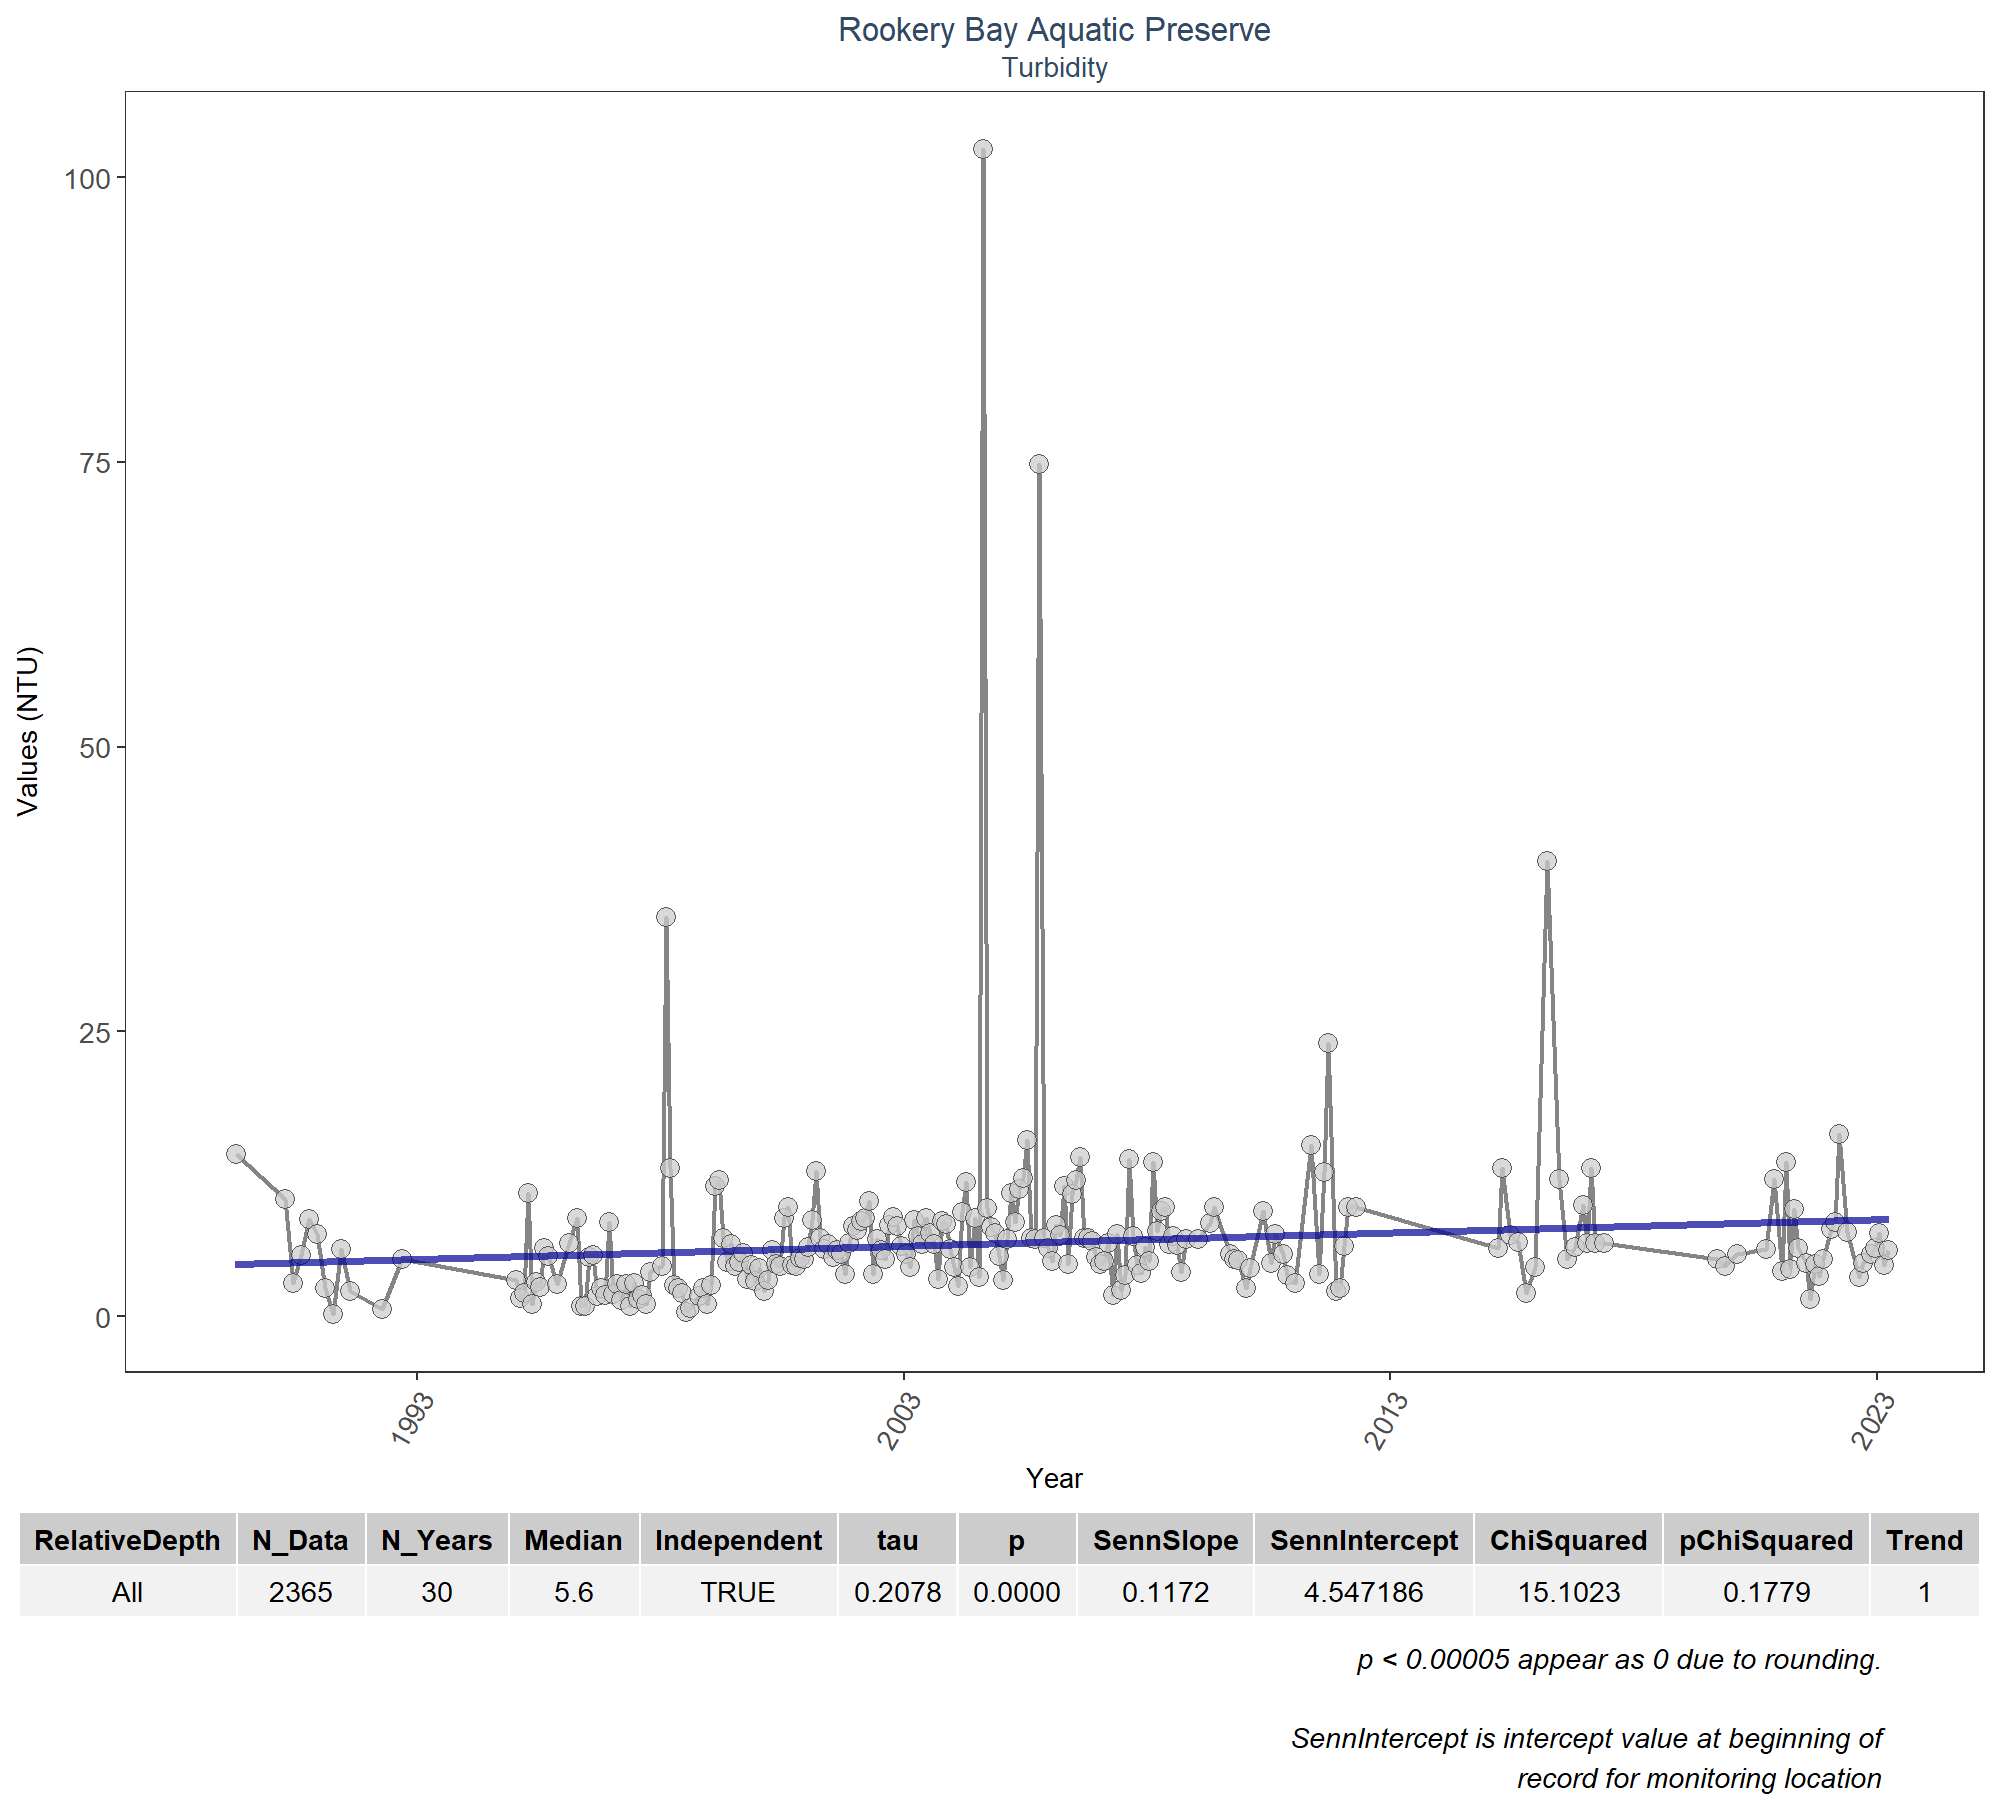 Rookery Bay Aquatic Preserve
Turbidity
100
75
50
25
0
Values (NTU)
1993
2003
2013
2023
Year
RelativeDepth N_Data N_Years Median Independent tau p SennSlope SennIntercept ChiSquared pChiSquared Trend
All 2365 30 5.6 TRUE 0.2078 0.0000 0.1172 4.547186 15.1023 0.1779 1
p < 0.00005 appear as 0 due to rounding.
SennIntercept is intercept value at beginning of
record for monitoring location